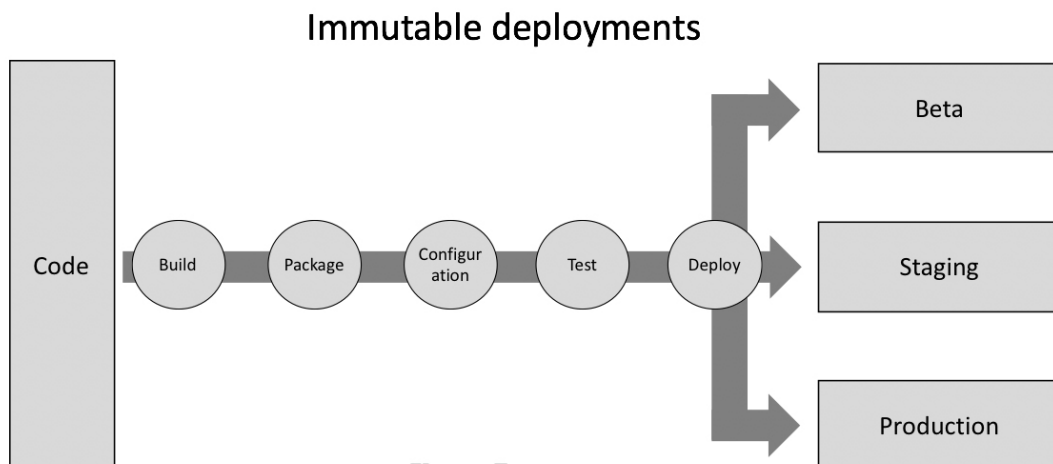 Immutable deployments
Code
Build
Package
Configur
ation
Test
Deploy
Beta
Staging
Production